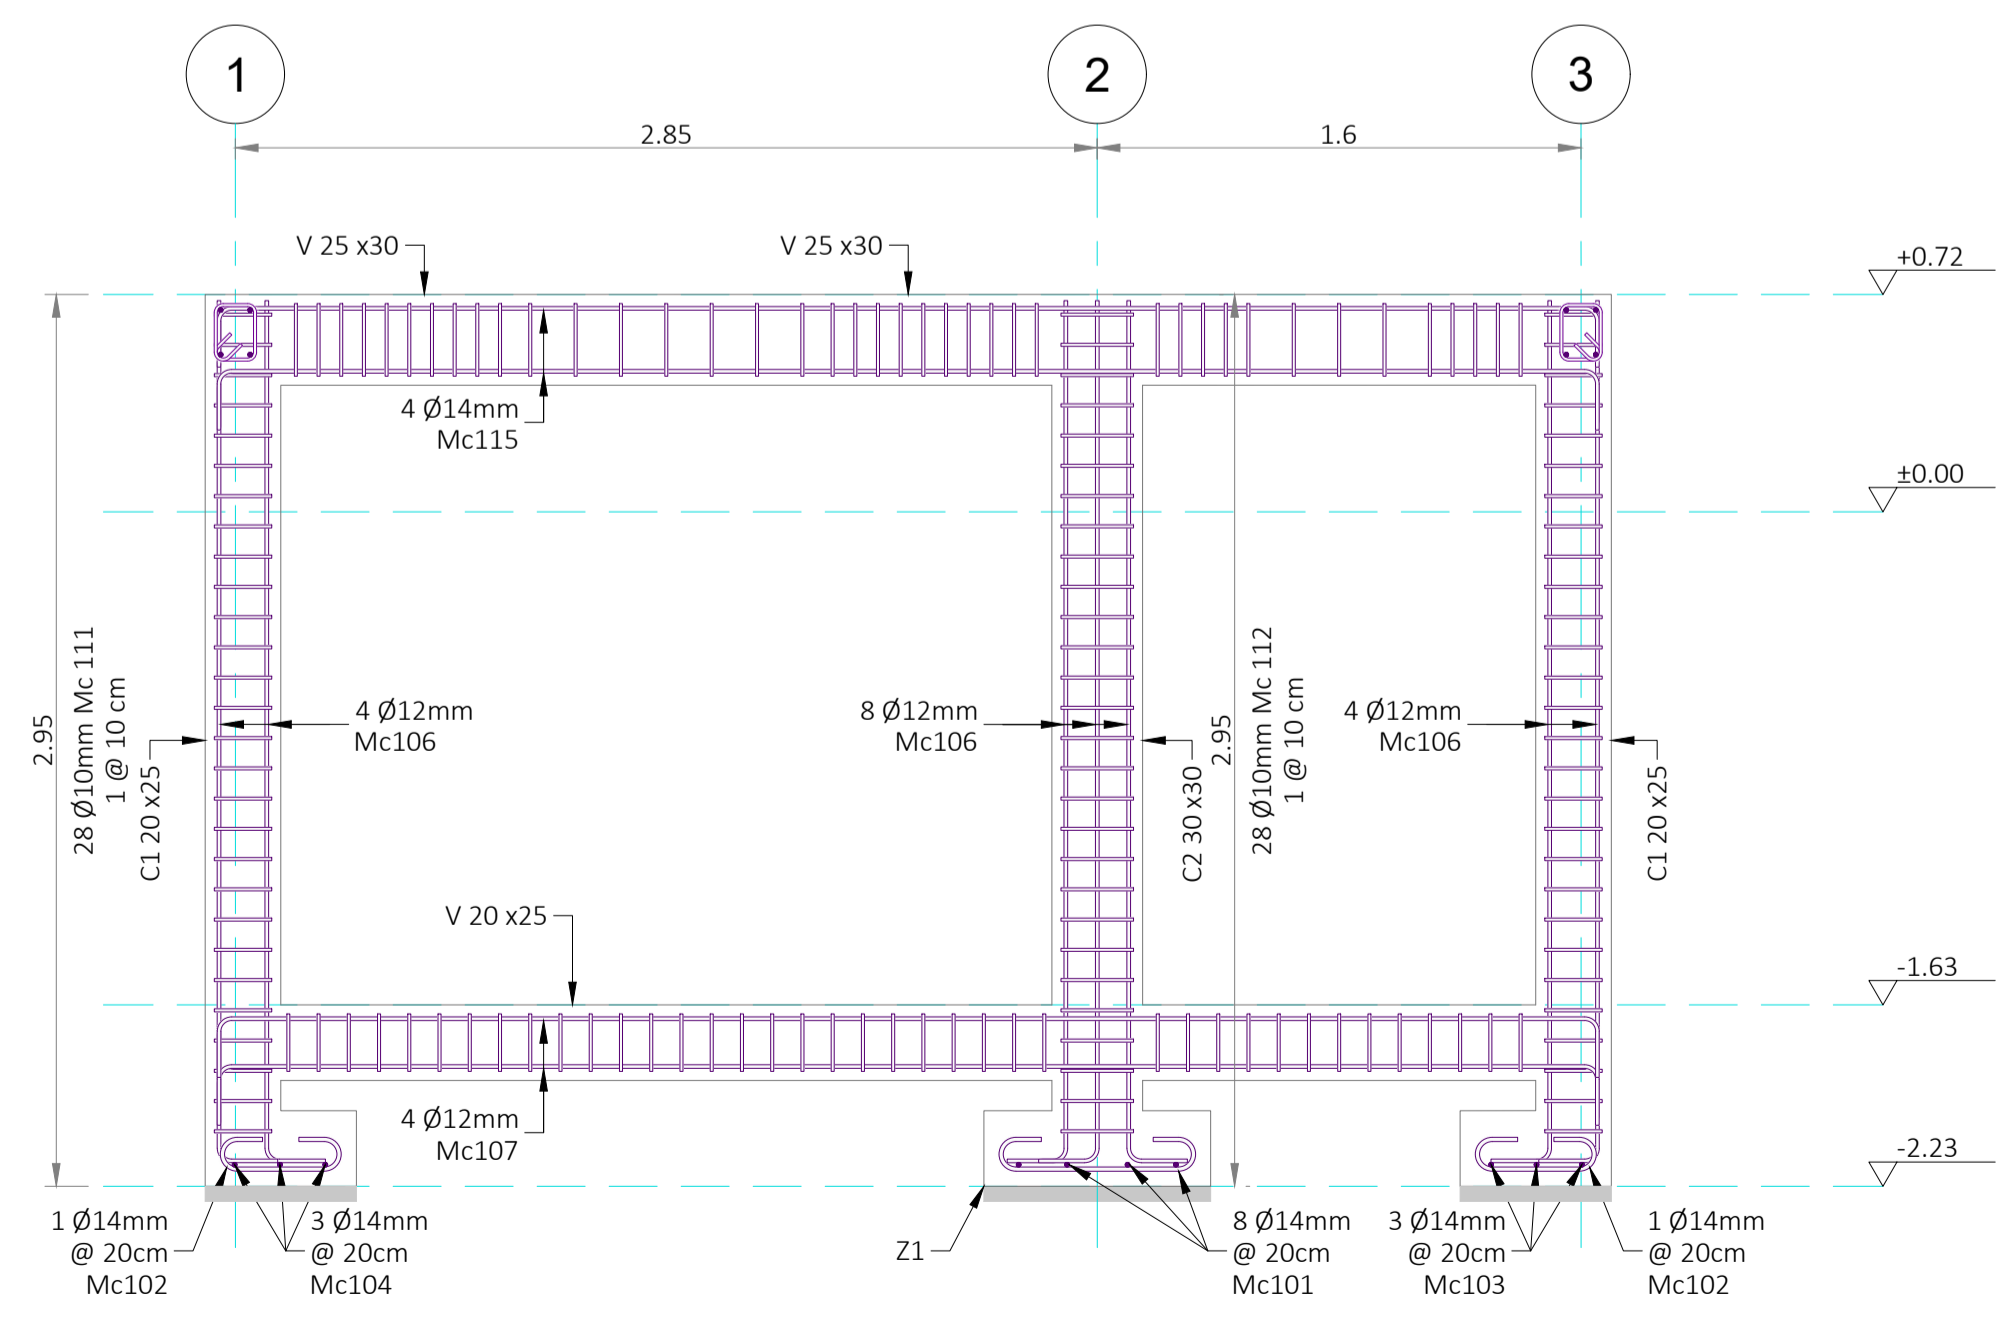 1
2
3
2.85
1.6
V 25 x30
V 25 x30
+0.72
4 Ø14mm
Mc115
±0.00
2.95
28 Ø10mm Mc 111
1 @ 10 cm
C1 20 x25
4 Ø12mm
Mc106
8 Ø12mm
Mc106
C2 30 x30
2.95
28 Ø10mm Mc 112
1 @ 10 cm
4 Ø12mm
Mc106
C1 20 x25
V 20 x25
-1.63
4 Ø12mm
Mc107
-2.23
1 Ø14mm
@ 20cm
Mc102
3 Ø14mm
@ 20cm
Mc104
Z1
8 Ø14mm
@ 20cm
Mc101
3 Ø14mm
@ 20cm
Mc103
1 Ø14mm
@ 20cm
Mc102